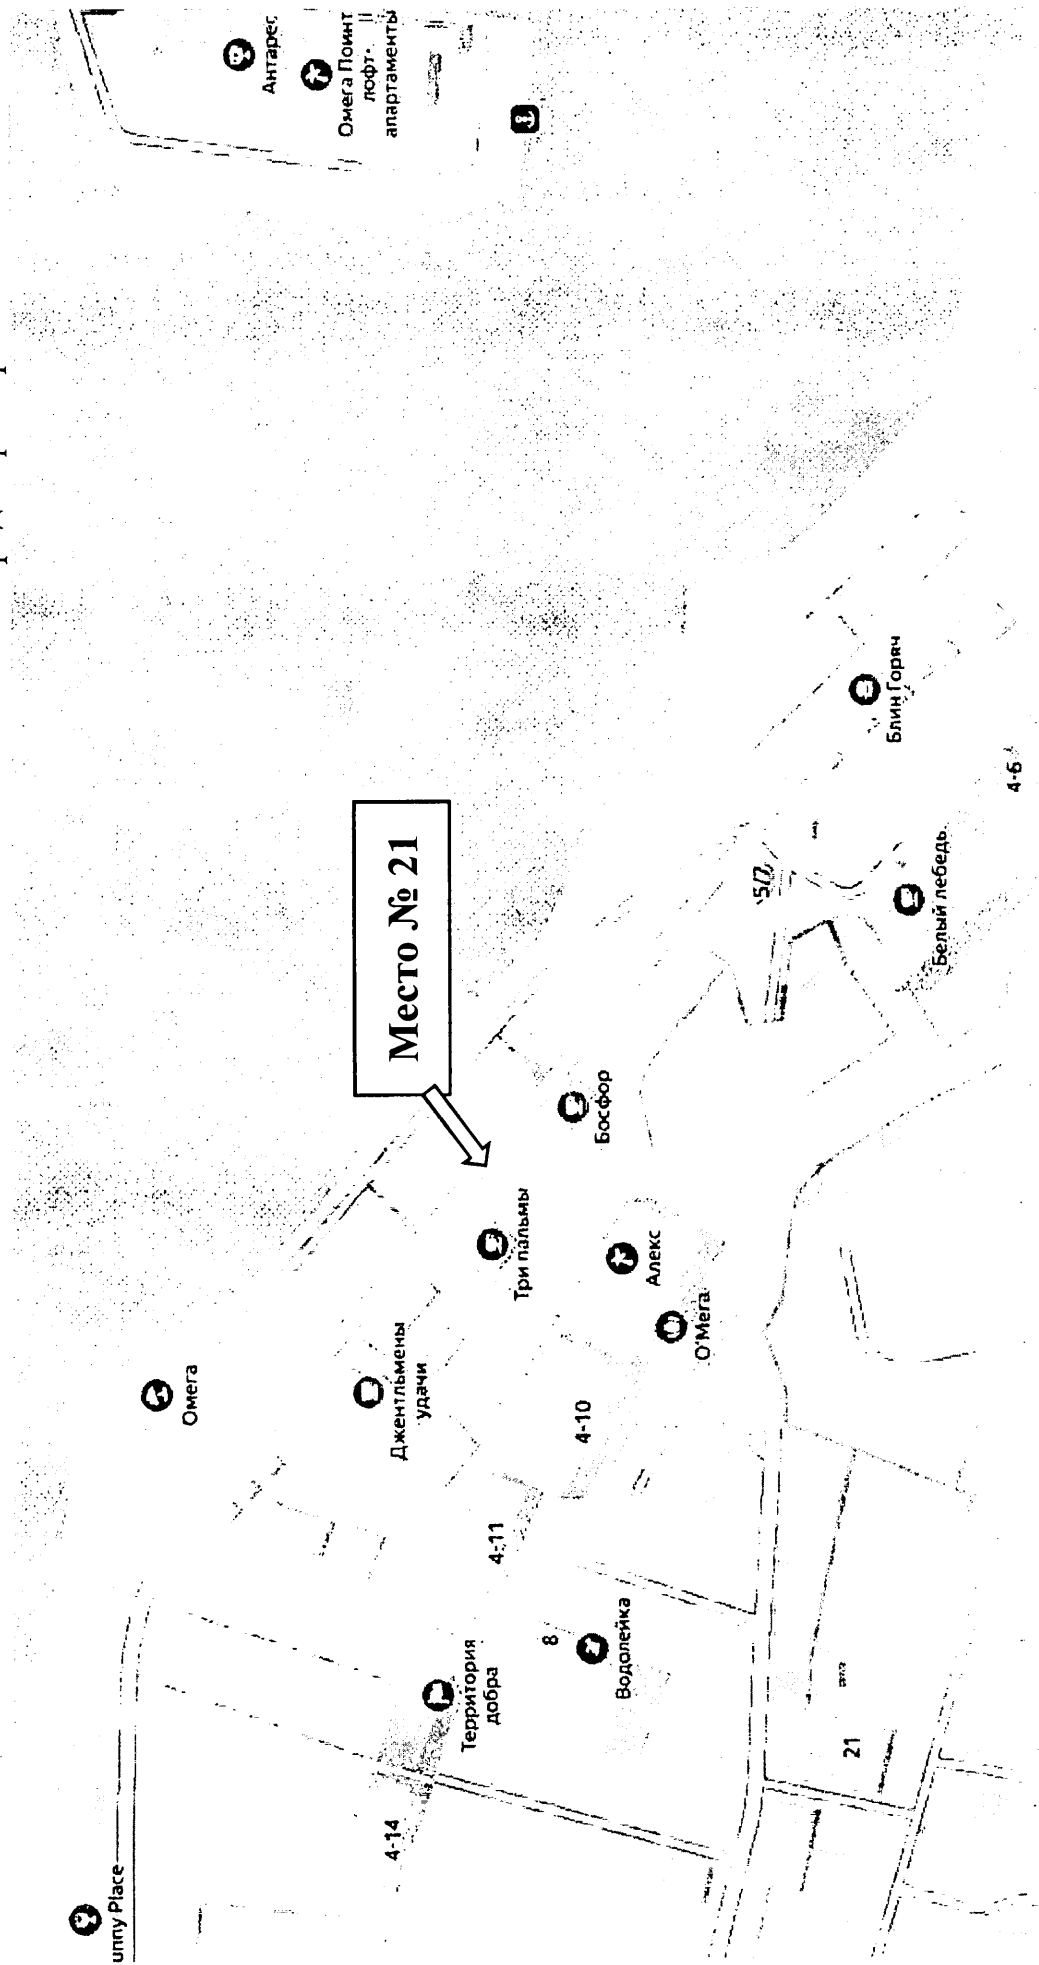 unny Place
Омега
Антарес
Омега Поинт
лофт-
апартаменты
Место № 21
Джентльмены
удачи
Три пальмы
Босфор
Алекс
О'Мега
4-10
4-11
8
Водолейка
Территория
добра
4-14
21
5/7
Белый лебедь
Блин Горяч
4-6